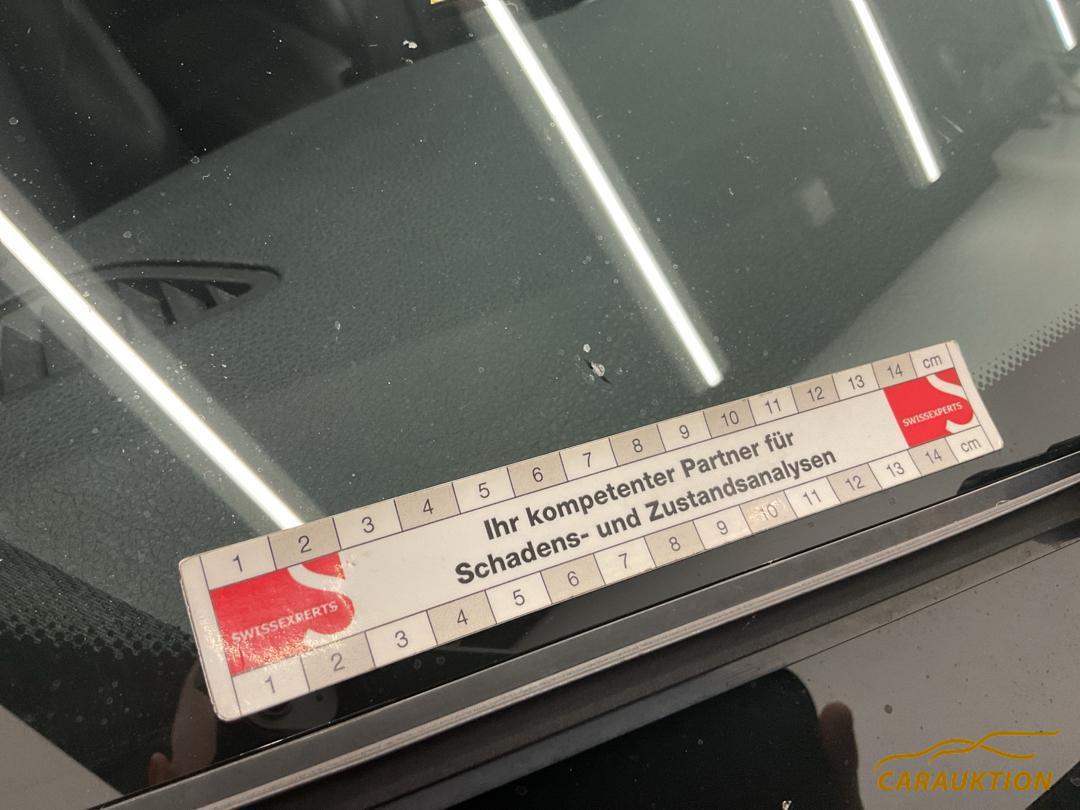 1 2 3 4 5 6 7 8 9 10 11 12 13 14 cm
SWISSEXPERTS
Ihr kompetenter Partner für
Schadens- und Zustandsanalysen
SWISSEXPERTS
1 2 3 4 5 6 7 8 9 10 11 12 13 14 cm
CARAUKTION